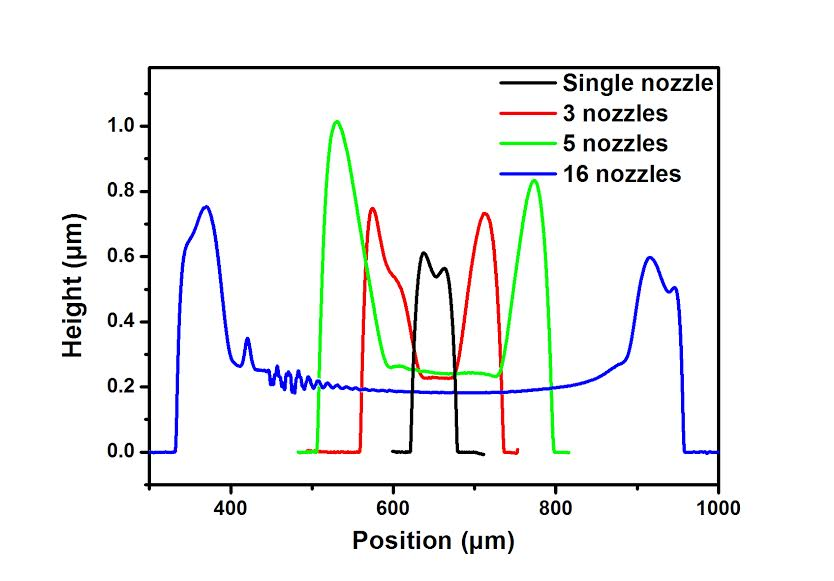 Single nozzle
3 nozzles
5 nozzles
16 nozzles
1.0
0.8
0.6
0.4
0.2
0.0
Height (µm)
400 600 800 1000
Position (µm)